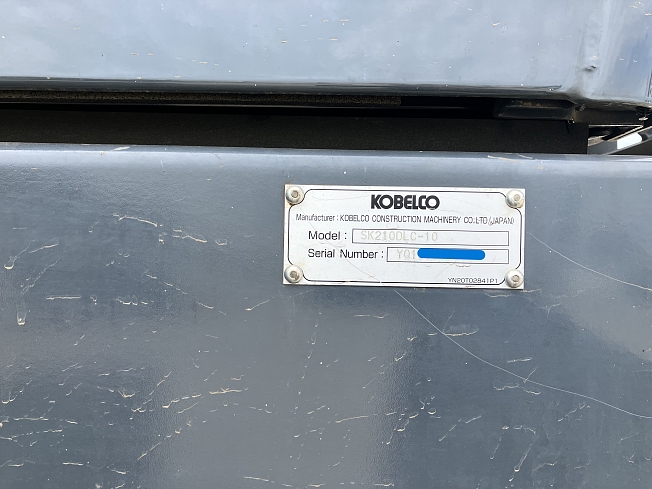 KOBELCO
Manufacturer : KOBELCO CONSTRUCTION MACHINERY CO.,LTD.(JAPAN)
Model : SK210DLC-10
Serial Number : YQ1
YN20T02841P1